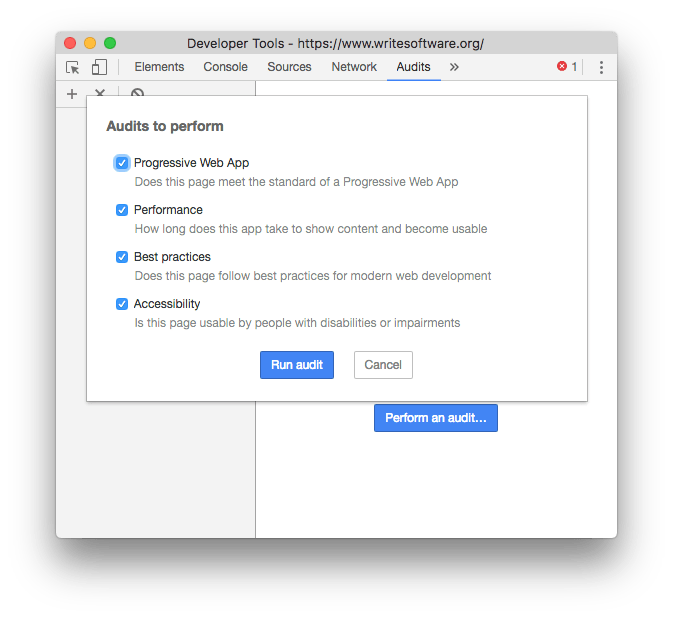 Developer Tools - https://www.writesoftware.org/
Elements Console Sources Network Audits » 1
Audits to perform
Progressive Web App
Does this page meet the standard of a Progressive Web App
Performance
How long does this app take to show content and become usable
Best practices
Does this page follow best practices for modern web development
Accessibility
Is this page usable by people with disabilities or impairments
Run audit Cancel
Perform an audit...